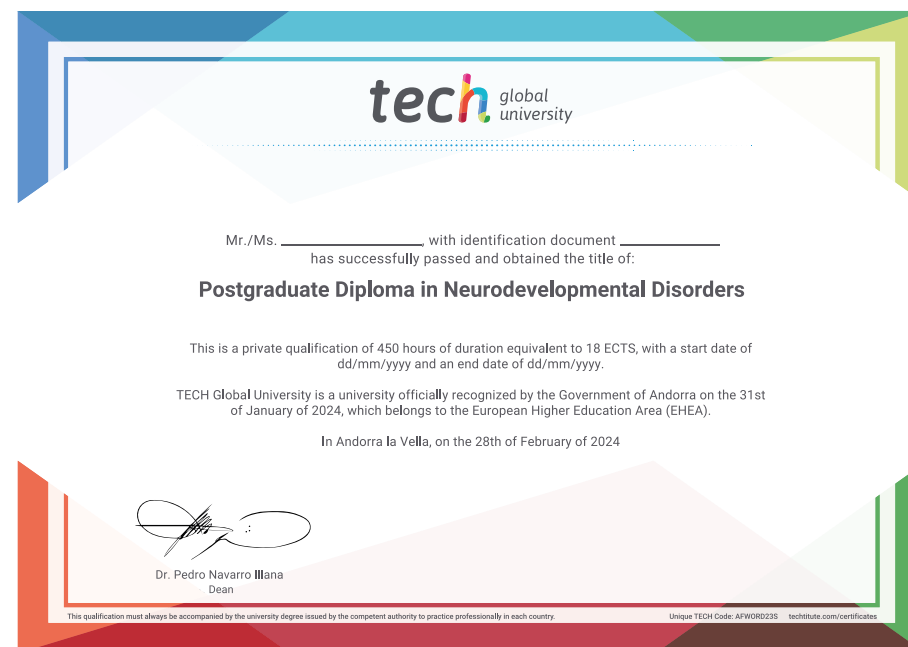 tech global university
Mr./Ms. ____________________, with identification document ______________
has successfully passed and obtained the title of:
Postgraduate Diploma in Neurodevelopmental Disorders
This is a private qualification of 450 hours of duration equivalent to 18 ECTS, with a start date of
dd/mm/yyyy and an end date of dd/mm/yyyy.
TECH Global University is a university officially recognized by the Government of Andorra on the 31st
of January of 2024, which belongs to the European Higher Education Area (EHEA).
In Andorra la Vella, on the 28th of February of 2024
Dr. Pedro Navarro Illana
Dean
This qualification must always be accompanied by the university degree issued by the competent authority to practice professionally in each country. Unique TECH Code: AFWORD23S techtitute.com/certificates